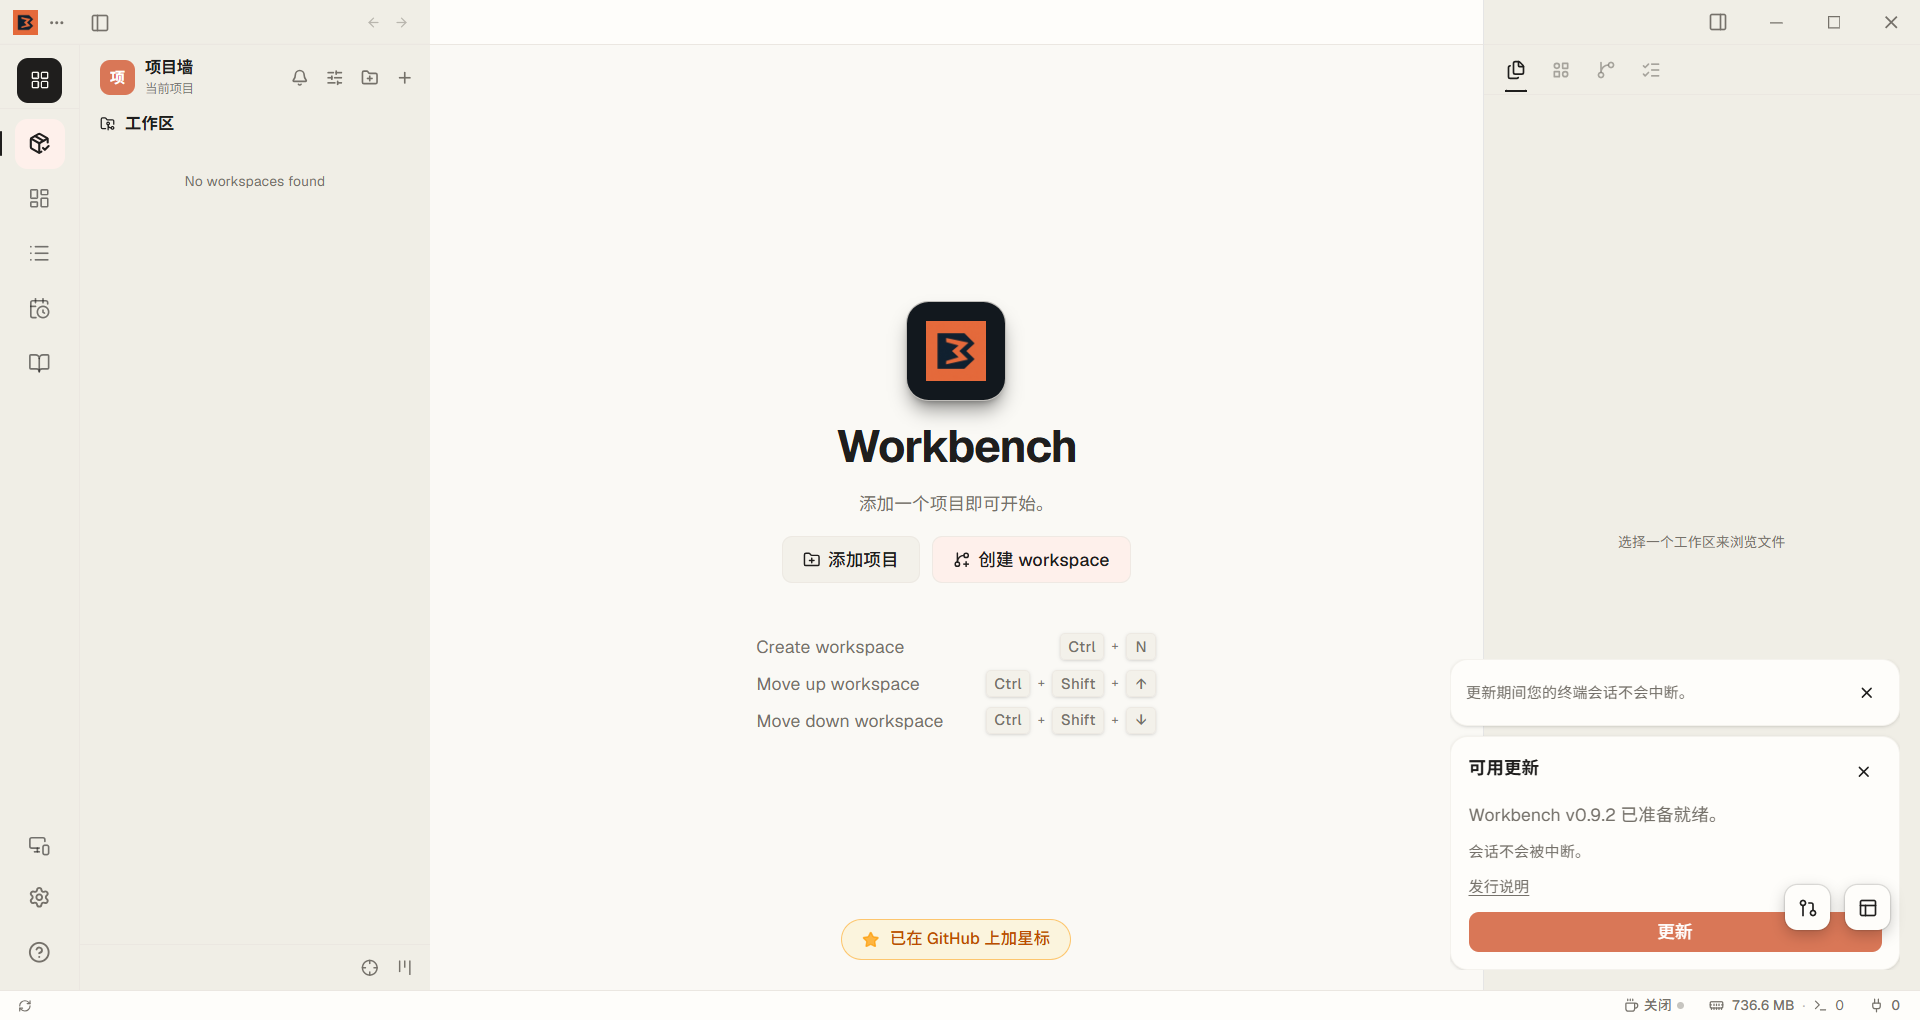 项
项目墙
当前项目
工作区
No workspaces found
Workbench
添加一个项目即可开始。
添加项目
创建 workspace
Create workspace Ctrl + N
Move up workspace Ctrl + Shift + ↑
Move down workspace Ctrl + Shift + ↓
已在 GitHub 上加星标
选择一个工作区来浏览文件
更新期间您的终端会话不会中断。
可用更新
Workbench v0.9.2 已准备就绪。
会话不会被中断。
发行说明
更新
关闭 736.6 MB · 0 0